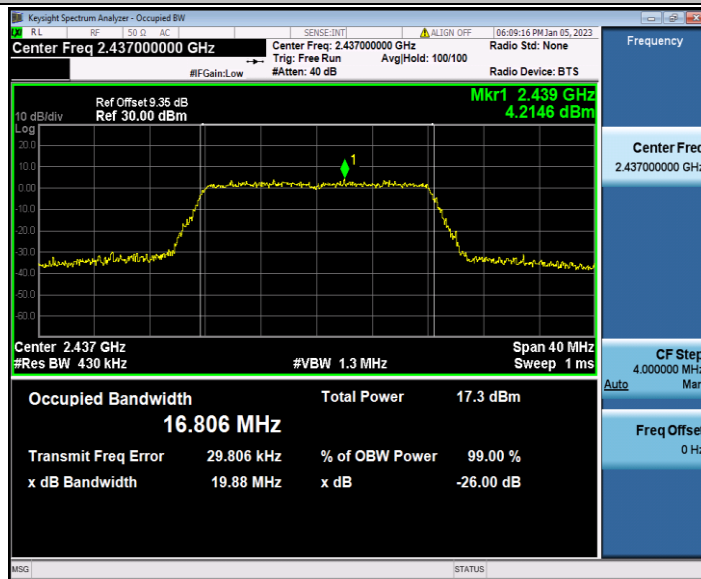 Keysight Spectrum Analyzer - Occupied BW
RL RF 50 Ω AC SENSE:INT ALIGN OFF 06:09:16 PM Jan 05, 2023
Center Freq 2.437000000 GHz
Center Freq: 2.437000000 GHz Radio Std: None
Trig: Free Run Avg|Hold: 100/100
#IFGain:Low #Atten: 40 dB Radio Device: BTS
Frequency
Ref Offset 9.35 dB Mkr1 2.439 GHz
10 dB/div Ref 30.00 dBm 4.2146 dBm
Log
20.0
10.0
0.00
-10.0
-20.0
-30.0
-40.0
-50.0
-60.0
1
Center 2.437 GHz Span 40 MHz
#Res BW 430 kHz #VBW 1.3 MHz Sweep 1 ms
Occupied Bandwidth Total Power 17.3 dBm
16.806 MHz
Transmit Freq Error 29.806 kHz % of OBW Power 99.00 %
x dB Bandwidth 19.88 MHz x dB -26.00 dB
Center Freq
2.437000000 GHz
CF Step
4.000000 MHz
Auto Man
Freq Offset
0 Hz
MSG STATUS